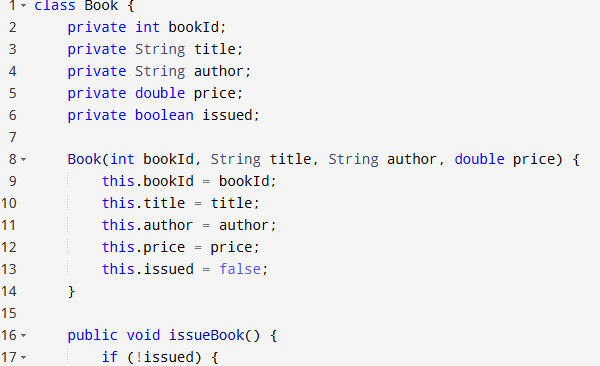 1 class Book {
2 private int bookId;
3 private String title;
4 private String author;
5 private double price;
6 private boolean issued;
7
8 Book(int bookId, String title, String author, double price) {
9 this.bookId = bookId;
10 this.title = title;
11 this.author = author;
12 this.price = price;
13 this.issued = false;
14 }
15
16 public void issueBook() {
17 if (!issued) {